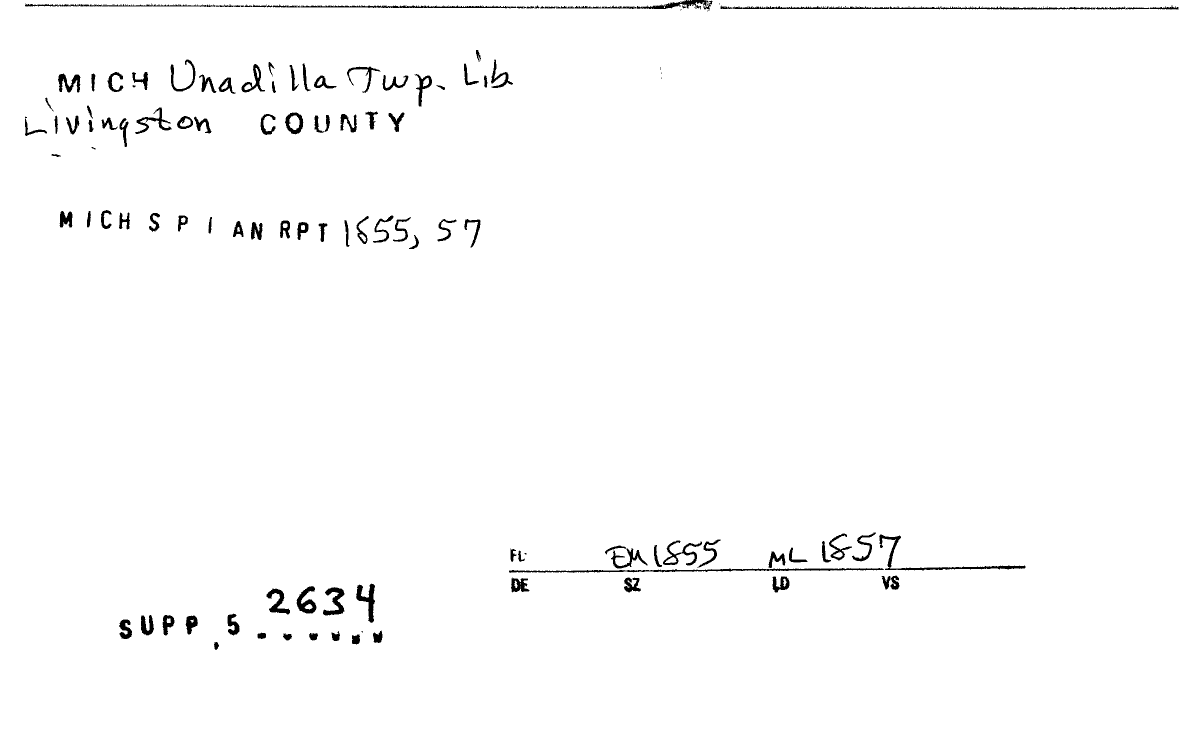 MICH Unadilla Twp. Lib
Livingston COUNTY
MICH S P I AN RPT 1855, 57
FL EM 1855 ML 1857
DE SZ LD VS
2634
SUPP.5 ......